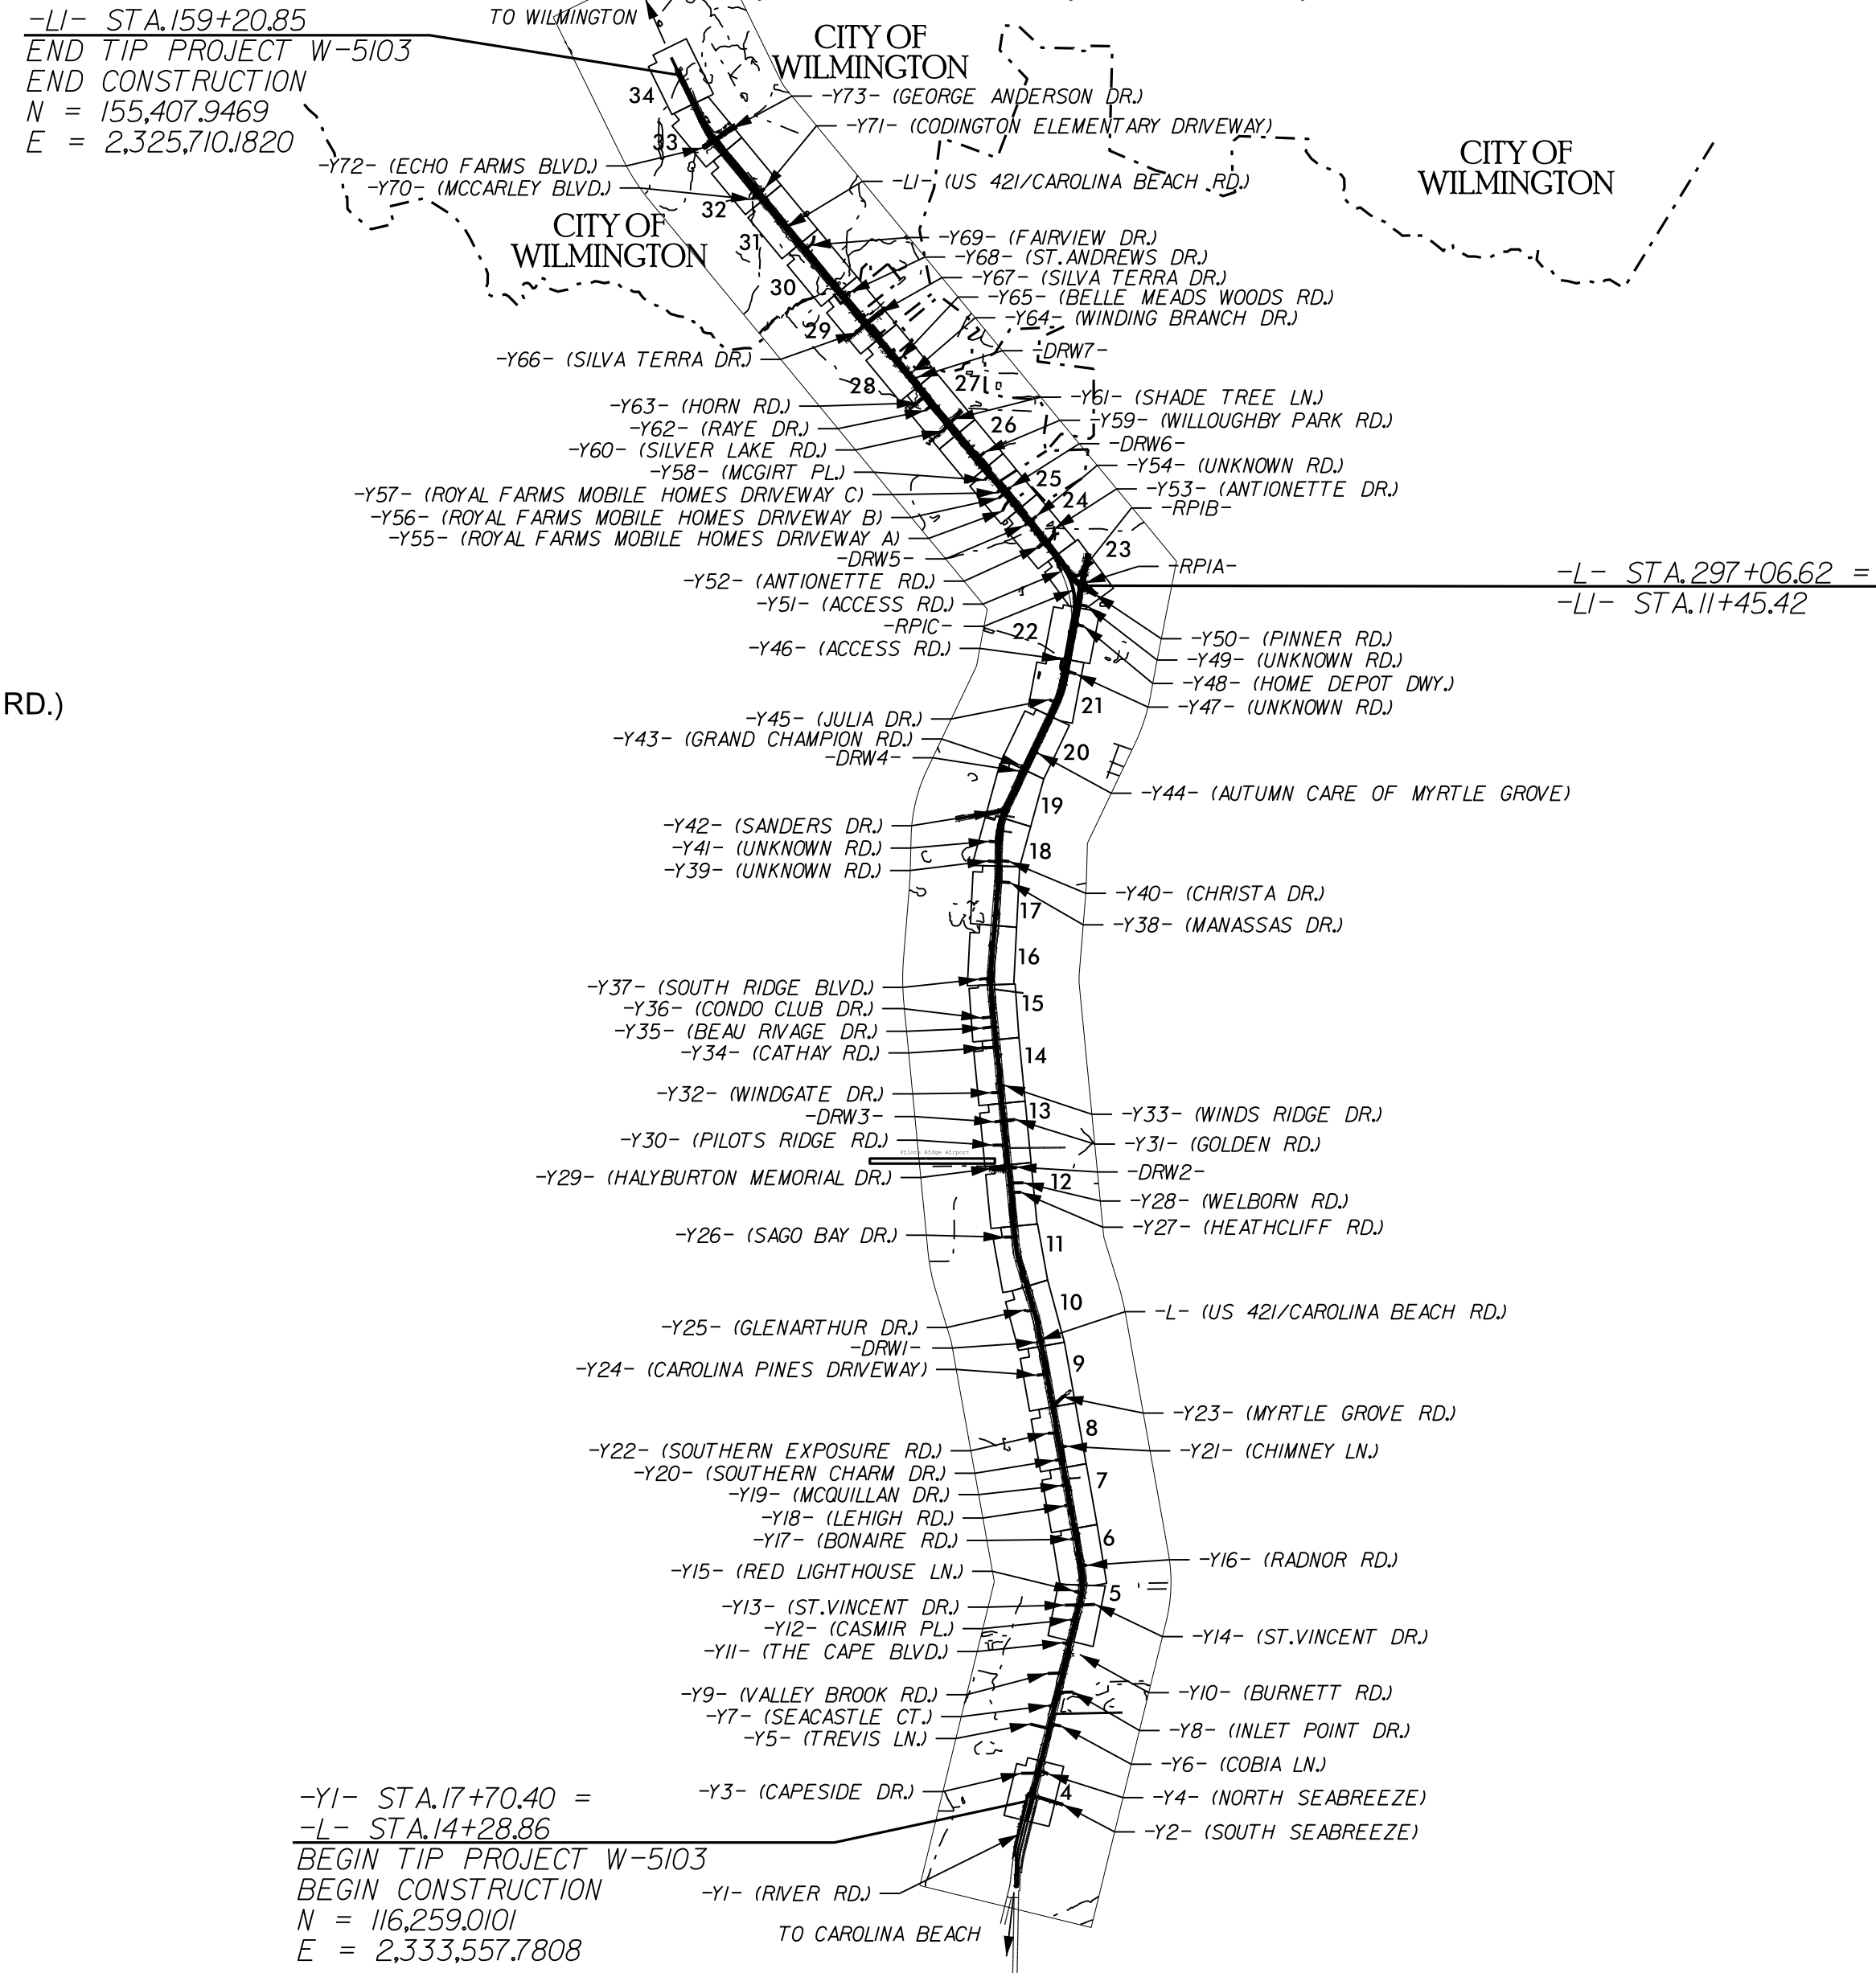 -L1- STA.159+20.85
END TIP PROJECT W-5103
END CONSTRUCTION
N = 155,407.9469
E = 2,325,710.1820
TO WILMINGTON
CITY OF
WILMINGTON
CITY OF
WILMINGTON
CITY OF
WILMINGTON
34
-Y73- (GEORGE ANDERSON DR.)
-Y71- (CODINGTON ELEMENTARY DRIVEWAY)
33
-Y72- (ECHO FARMS BLVD.)
-Y70- (MCCARLEY BLVD.)
-L1- (US 421/CAROLINA BEACH RD.)
32
31
-Y69- (FAIRVIEW DR.)
-Y68- (ST.ANDREWS DR.)
-Y67- (SILVA TERRA DR.)
30
-Y65- (BELLE MEADS WOODS RD.)
-Y64- (WINDING BRANCH DR.)
29
-DRW7-
-Y66- (SILVA TERRA DR.)
28
27
-Y61- (SHADE TREE LN.)
-Y63- (HORN RD.)
-Y59- (WILLOUGHBY PARK RD.)
-Y62- (RAYE DR.)
26
-DRW6-
-Y60- (SILVER LAKE RD.)
-Y54- (UNKNOWN RD.)
-Y58- (MCGIRT PL.)
25
-Y53- (ANTIONETTE DR.)
-Y57- (ROYAL FARMS MOBILE HOMES DRIVEWAY C)
24
-RP1B-
-Y56- (ROYAL FARMS MOBILE HOMES DRIVEWAY B)
-Y55- (ROYAL FARMS MOBILE HOMES DRIVEWAY A)
23
-DRW5-
-RP1A-
-L- STA.297+06.62 =
-L1- STA.11+45.42
-Y52- (ANTIONETTE RD.)
-Y51- (ACCESS RD.)
-RP1C-
22
-Y50- (PINNER RD.)
-Y46- (ACCESS RD.)
-Y49- (UNKNOWN RD.)
-Y48- (HOME DEPOT DWY.)
RD.)
21
-Y47- (UNKNOWN RD.)
-Y45- (JULIA DR.)
-Y43- (GRAND CHAMPION RD.)
20
-DRW4-
-Y44- (AUTUMN CARE OF MYRTLE GROVE)
19
-Y42- (SANDERS DR.)
-Y41- (UNKNOWN RD.)
18
-Y39- (UNKNOWN RD.)
-Y40- (CHRISTA DR.)
17
-Y38- (MANASSAS DR.)
16
-Y37- (SOUTH RIDGE BLVD.)
15
-Y36- (CONDO CLUB DR.)
-Y35- (BEAU RIVAGE DR.)
-Y34- (CATHAY RD.)
14
-Y32- (WINDGATE DR.)
13
-Y33- (WINDS RIDGE DR.)
-DRW3-
-Y30- (PILOTS RIDGE RD.)
-Y31- (GOLDEN RD.)
Pilots Ridge Airport
-DRW2-
-Y29- (HALYBURTON MEMORIAL DR.)
12
-Y28- (WELBORN RD.)
-Y27- (HEATHCLIFF RD.)
-Y26- (SAGO BAY DR.)
11
10
-L- (US 421/CAROLINA BEACH RD.)
-Y25- (GLENARTHUR DR.)
-DRW1-
9
-Y24- (CAROLINA PINES DRIVEWAY)
-Y23- (MYRTLE GROVE RD.)
8
-Y22- (SOUTHERN EXPOSURE RD.)
-Y21- (CHIMNEY LN.)
-Y20- (SOUTHERN CHARM DR.)
7
-Y19- (MCQUILLAN DR.)
-Y18- (LEHIGH RD.)
-Y17- (BONAIRE RD.)
6
-Y16- (RADNOR RD.)
-Y15- (RED LIGHTHOUSE LN.)
5
-Y13- (ST.VINCENT DR.)
-Y12- (CASMIR PL.)
-Y14- (ST.VINCENT DR.)
-Y11- (THE CAPE BLVD.)
-Y9- (VALLEY BROOK RD.)
-Y10- (BURNETT RD.)
-Y7- (SEACASTLE CT.)
-Y8- (INLET POINT DR.)
-Y5- (TREVIS LN.)
-Y6- (COBIA LN.)
-Y3- (CAPESIDE DR.)
4
-Y4- (NORTH SEABREEZE)
-Y2- (SOUTH SEABREEZE)
-Y1- STA.17+70.40 =
-L- STA.14+28.86
BEGIN TIP PROJECT W-5103
BEGIN CONSTRUCTION
N = 116,259.0101
E = 2,333,557.7808
-Y1- (RIVER RD.)
TO CAROLINA BEACH